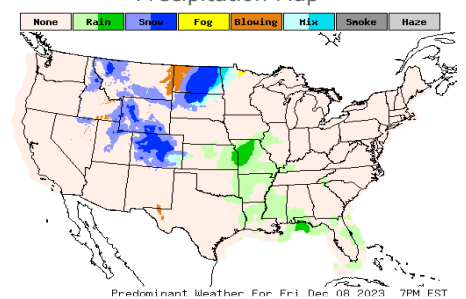 Precipitation Map
None Rain Snow Fog Blowing Mix Smoke Haze
Predominant Weather For Fri Dec 08 2023 7PM EST